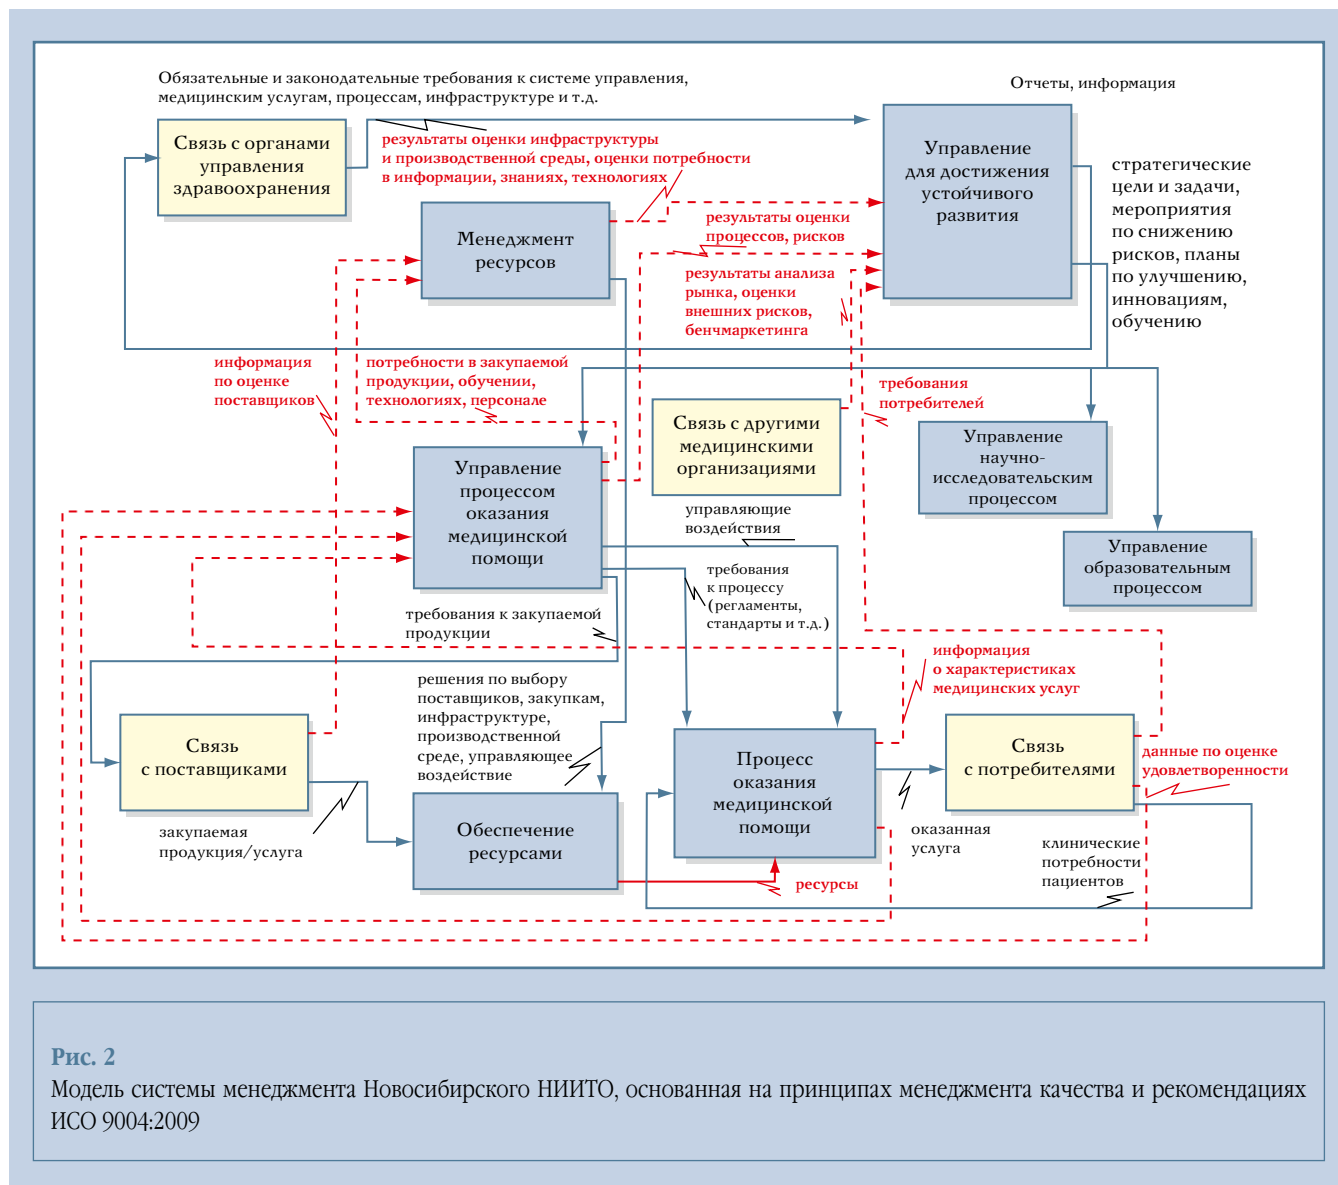 Обязательные и законодательные требования к системе управления,
медицинским услугам, процессам, инфраструктуре и т.д.
Отчеты, информация
Связь с органами
управления
здравоохранения
результаты оценки инфраструктуры
и производственной среды, оценки потребности
в информации, знаниях, технологиях
Управление
для достижения
устойчивого
развития
стратегические
цели и задачи,
мероприятия
по снижению
рисков, планы
по улучшению,
инновациям,
обучению
Менеджмент
ресурсов
результаты оценки
процессов, рисков
результаты анализа
рынка, оценки
внешних рисков,
бенчмаркетинга
информация
по оценке
поставщиков
потребности в закупаемой
продукции, обучении,
технологиях, персонале
требования
потребителей
Связь с другими
медицинскими
организациями
Управление
научно-
исследовательским
процессом
Управление
процессом
оказания
медицинской
помощи
управляющие
воздействия
Управление
образовательным
процессом
требования
к процессу
(регламенты,
стандарты и т.д.)
требования к закупаемой
продукции
информация
о характеристиках
медицинских услуг
решения по выбору
поставщиков, закупкам,
инфраструктуре,
производственной
среде, управляющее
воздействие
Связь
с поставщиками
Процесс
оказания
медицинской
помощи
Связь
с потребителями
данные по оценке
удовлетворенности
закупаемая
продукция/услуга
Обеспечение
ресурсами
оказанная
услуга
клинические
потребности
пациентов
ресурсы
Рис. 2
Модель системы менеджмента Новосибирского НИИТО, основанная на принципах менеджмента качества и рекомендациях
ИСО 9004:2009